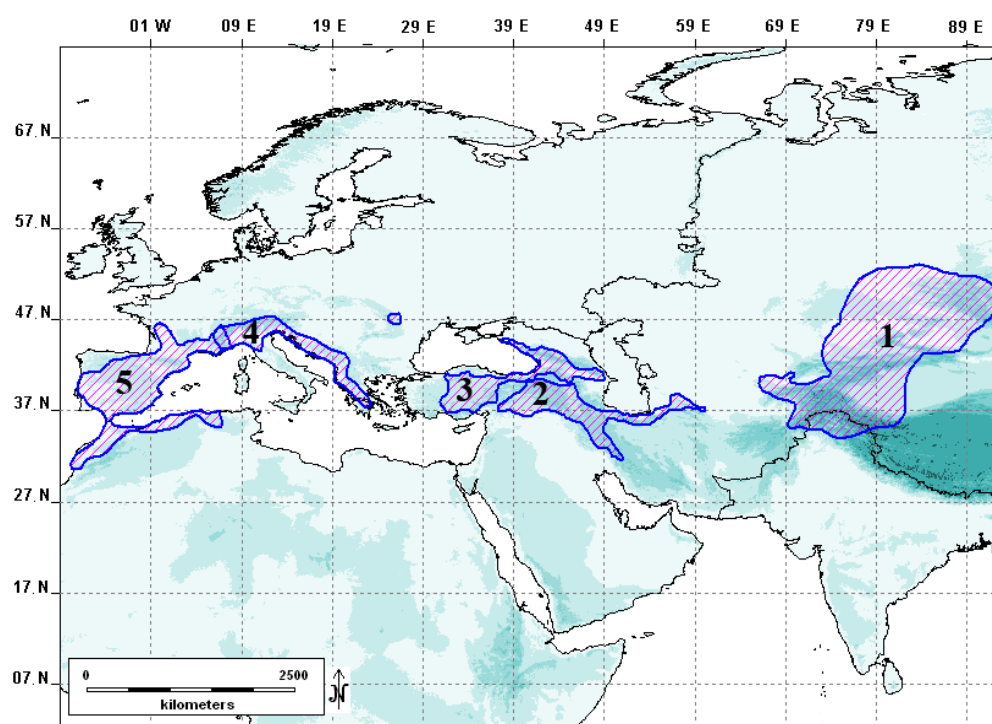 01 W 09 E 19 E 29 E 39 E 49 E 59 E 69 E 79 E 89 E
67. N
57. N
47. N
37. N
27. N
17. N
07. N
1
2
3
4
5
0 2500
kilometers
N